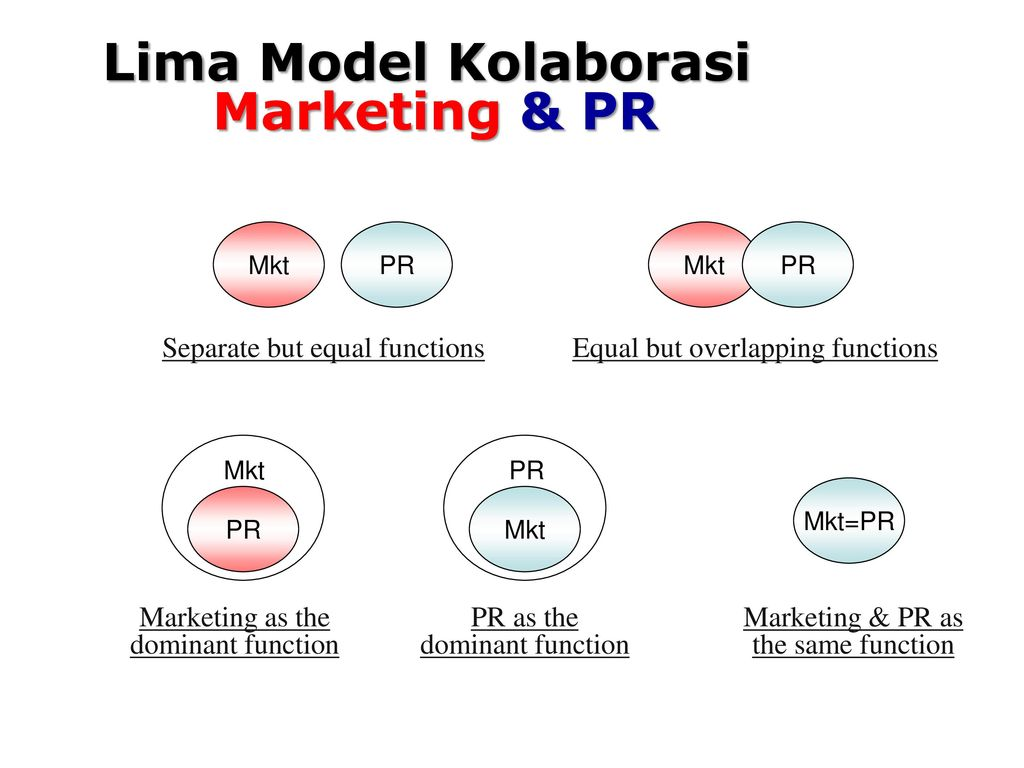 Lima Model Kolaborasi
Marketing & PR
Mkt
PR
Mkt
PR
Separate but equal functions
Equal but overlapping functions
Mkt
PR
PR
Mkt
Mkt=PR
Marketing as the
dominant function
PR as the
dominant function
Marketing & PR as
the same function